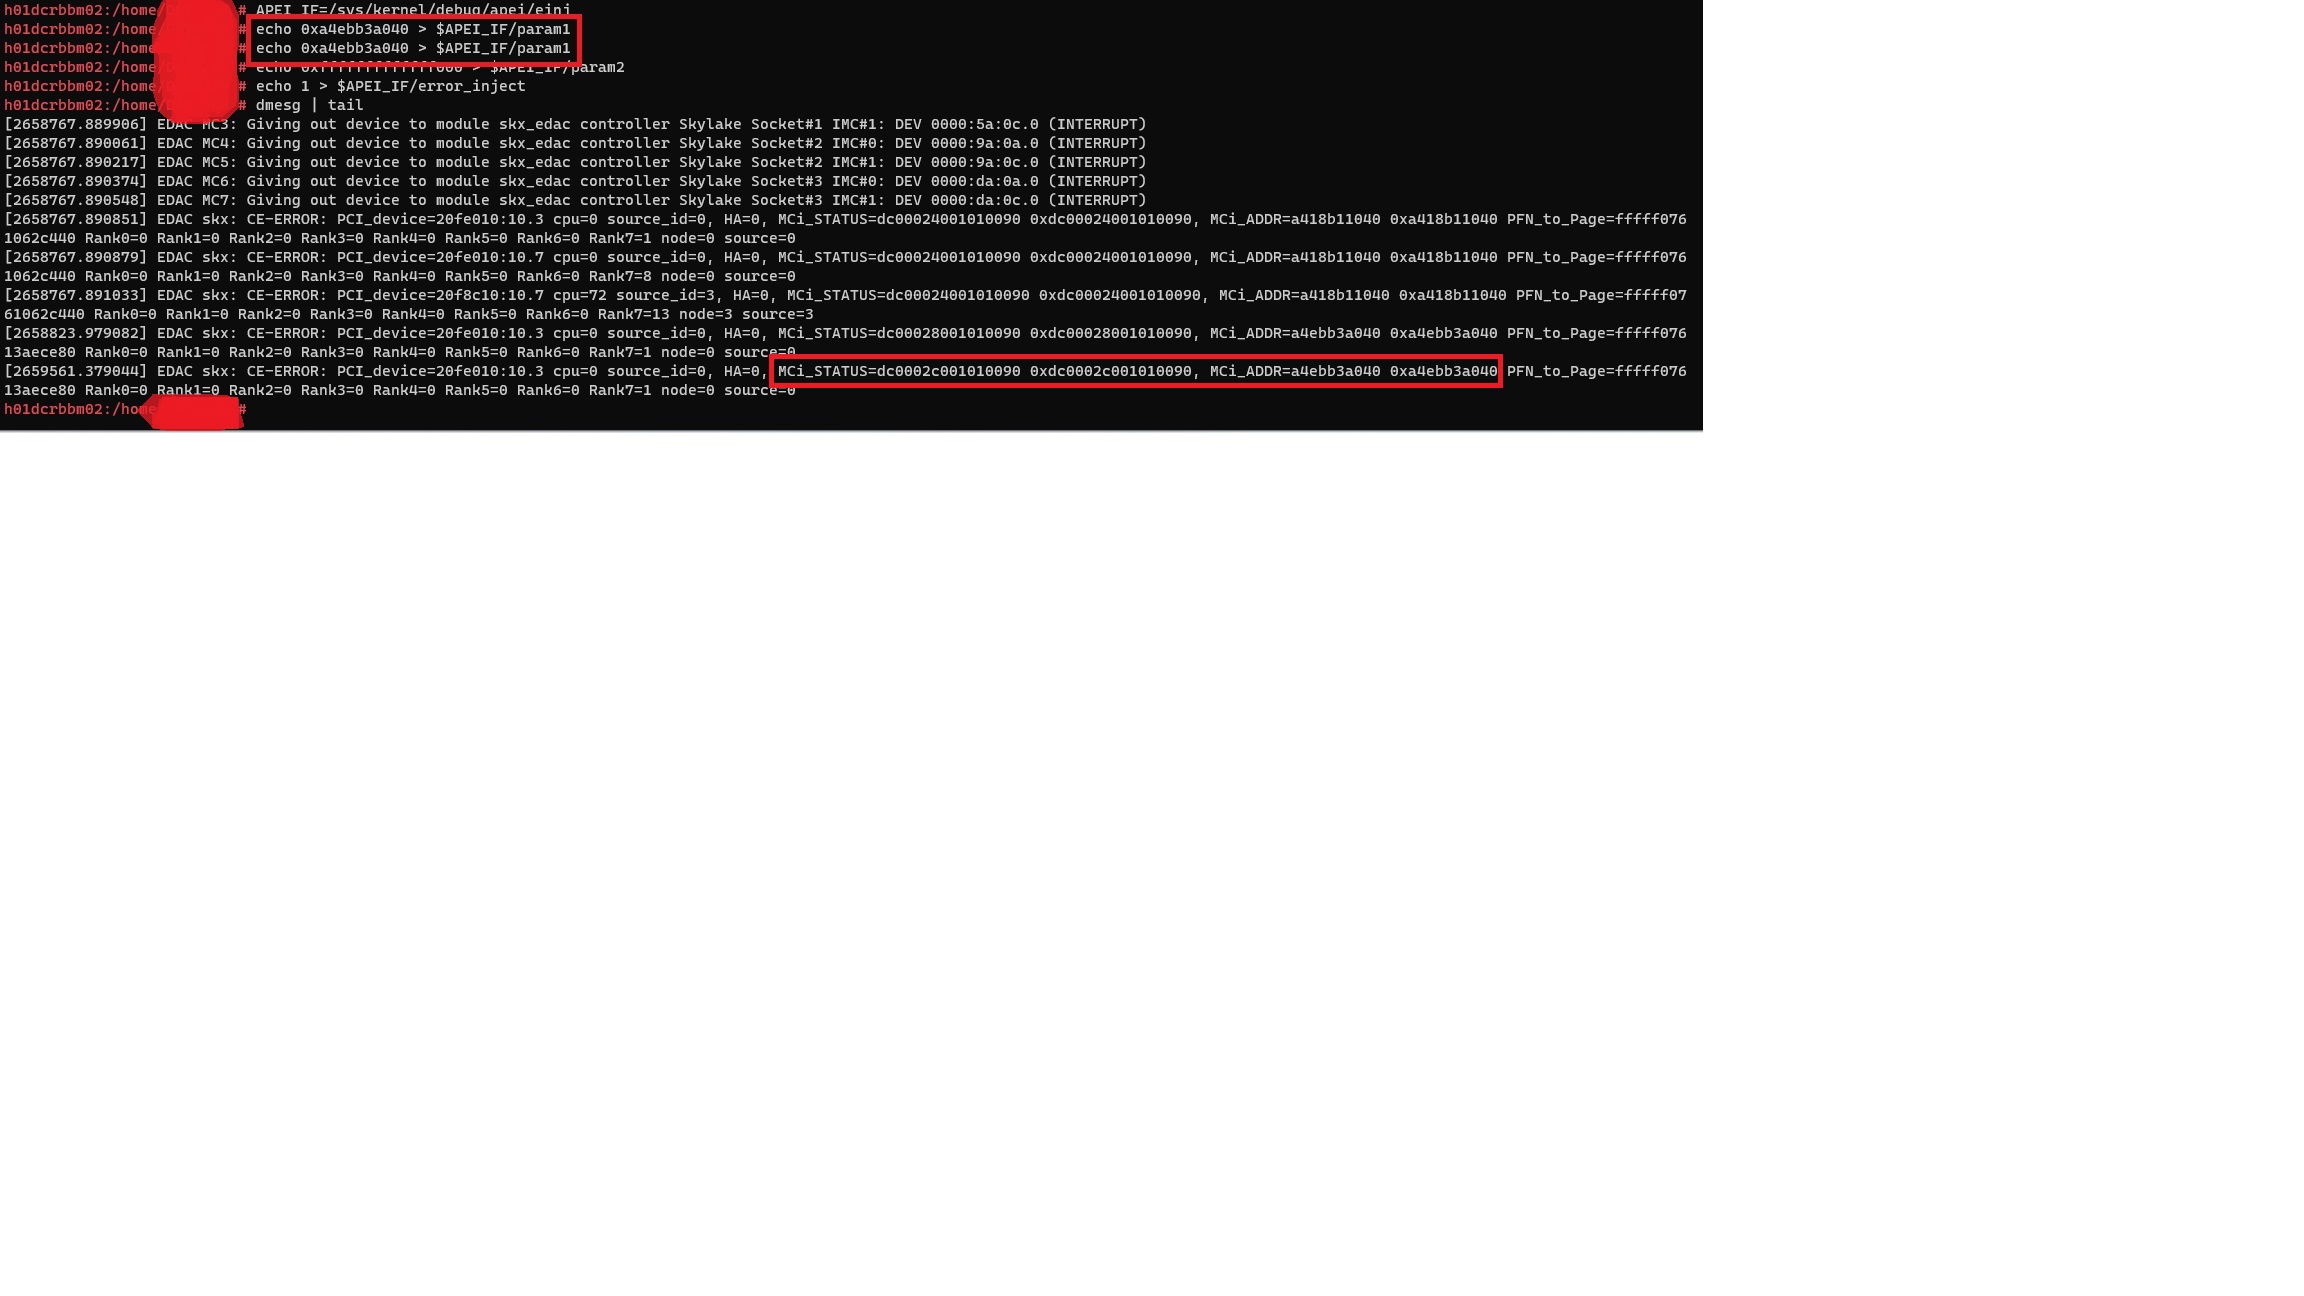 h01dcrbbm02:/home/ # APEI_IF=/sys/kernel/debug/apei/einj
h01dcrbbm02:/home/ # echo 0xa4ebb3a040 > $APEI_IF/param1
h01dcrbbm02:/home/ # echo 0xa4ebb3a040 > $APEI_IF/param1
h01dcrbbm02:/home/ # echo 0xfffffffffffff000 > $APEI_IF/param2
h01dcrbbm02:/home/ # echo 1 > $APEI_IF/error_inject
h01dcrbbm02:/home/ # dmesg | tail
[2658767.889906] EDAC MC3: Giving out device to module skx_edac controller Skylake Socket#1 IMC#1: DEV 0000:5a:0c.0 (INTERRUPT)
[2658767.890061] EDAC MC4: Giving out device to module skx_edac controller Skylake Socket#2 IMC#0: DEV 0000:9a:0a.0 (INTERRUPT)
[2658767.890217] EDAC MC5: Giving out device to module skx_edac controller Skylake Socket#2 IMC#1: DEV 0000:9a:0c.0 (INTERRUPT)
[2658767.890374] EDAC MC6: Giving out device to module skx_edac controller Skylake Socket#3 IMC#0: DEV 0000:da:0a.0 (INTERRUPT)
[2658767.890548] EDAC MC7: Giving out device to module skx_edac controller Skylake Socket#3 IMC#1: DEV 0000:da:0c.0 (INTERRUPT)
[2658767.890851] EDAC skx: CE-ERROR: PCI_device=20fe010:10.3 cpu=0 source_id=0, HA=0, MCi_STATUS=dc00024001010090 0xdc00024001010090, MCi_ADDR=a418b11040 0xa418b11040 PFN_to_Page=fffff076
1062c440 Rank0=0 Rank1=0 Rank2=0 Rank3=0 Rank4=0 Rank5=0 Rank6=0 Rank7=1 node=0 source=0
[2658767.890879] EDAC skx: CE-ERROR: PCI_device=20fe010:10.7 cpu=0 source_id=0, HA=0, MCi_STATUS=dc00024001010090 0xdc00024001010090, MCi_ADDR=a418b11040 0xa418b11040 PFN_to_Page=fffff076
1062c440 Rank0=0 Rank1=0 Rank2=0 Rank3=0 Rank4=0 Rank5=0 Rank6=0 Rank7=8 node=0 source=0
[2658767.891033] EDAC skx: CE-ERROR: PCI_device=20f8c10:10.7 cpu=72 source_id=3, HA=0, MCi_STATUS=dc00024001010090 0xdc00024001010090, MCi_ADDR=a418b11040 0xa418b11040 PFN_to_Page=fffff07
61062c440 Rank0=0 Rank1=0 Rank2=0 Rank3=0 Rank4=0 Rank5=0 Rank6=0 Rank7=13 node=3 source=3
[2658823.979082] EDAC skx: CE-ERROR: PCI_device=20fe010:10.3 cpu=0 source_id=0, HA=0, MCi_STATUS=dc00028001010090 0xdc00028001010090, MCi_ADDR=a4ebb3a040 0xa4ebb3a040 PFN_to_Page=fffff076
13aece80 Rank0=0 Rank1=0 Rank2=0 Rank3=0 Rank4=0 Rank5=0 Rank6=0 Rank7=1 node=0 source=0
[2659561.379044] EDAC skx: CE-ERROR: PCI_device=20fe010:10.3 cpu=0 source_id=0, HA=0, MCi_STATUS=dc0002c001010090 0xdc0002c001010090, MCi_ADDR=a4ebb3a040 0xa4ebb3a040 PFN_to_Page=fffff076
13aece80 Rank0=0 Rank1=0 Rank2=0 Rank3=0 Rank4=0 Rank5=0 Rank6=0 Rank7=1 node=0 source=0
h01dcrbbm02:/home #